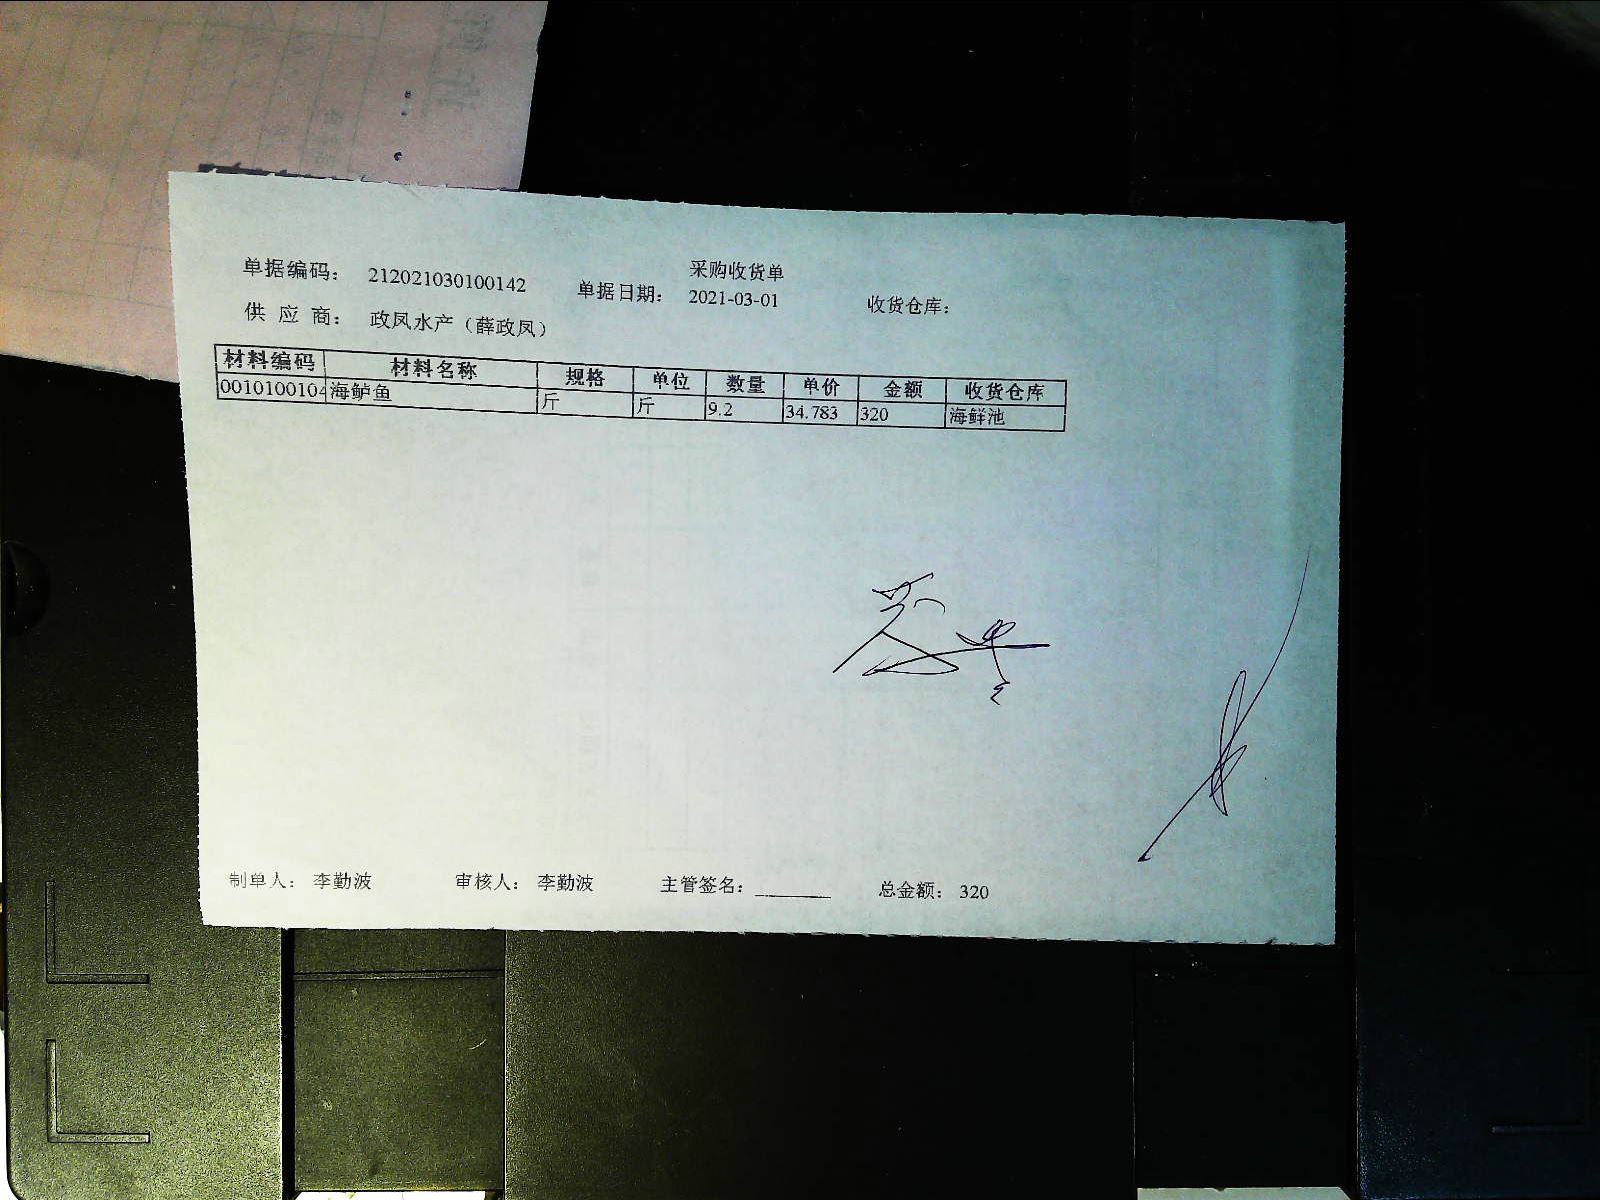 采购收货单
单据编码： 212021030100142 单据日期： 2021-03-01 收货仓库：
供 应 商： 政凤水产（薛政凤）
材料编码 材料名称 规格 单位 数量 单价 金额 收货仓库
0010100104 海鲈鱼 斤 斤 9.2 34.783 320 海鲜池
制单人： 李勤波 审核人： 李勤波 主管签名： 总金额： 320